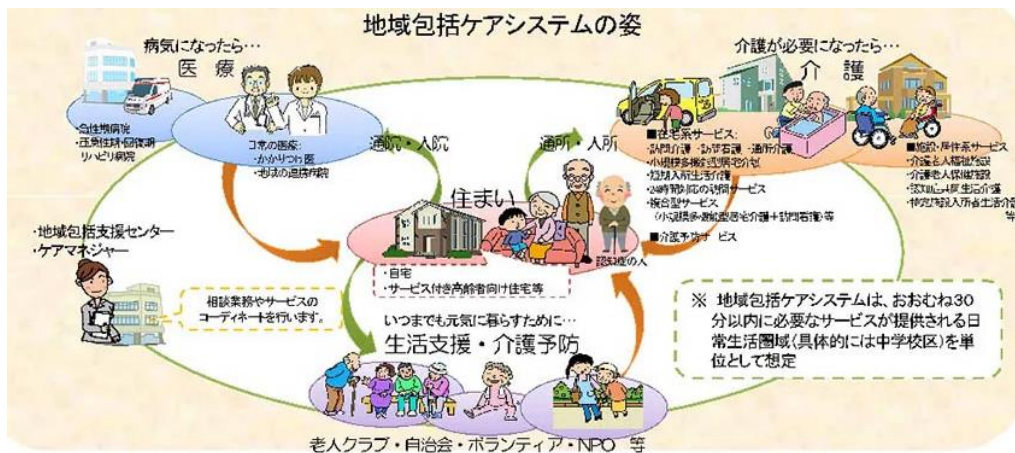 地域包括ケアシステムの姿
病気になったら…
医 療
・急性期病院
・亜急性期・回復期
リハビリ病院
日常の医療:
・かかりつけ医
・地域の連携病院
通院・入院
介護が必要になったら…
介 護
■在宅系サービス:
・訪問介護 ・訪問看護 ・通所介護
・小規模多機能型居宅介護
・短期入所生活介護
・24時間対応の訪問サービス
・複合型サービス
(小規模多機能型居宅介護+訪問看護)等
■介護予防サービス
■施設・居住系サービス
・介護老人福祉施設
・介護老人保健施設
・認知症共同生活介護
・特定施設入所者生活介護
等
通所・入所
住まい
認知症の人
・自宅
・サービス付き高齢者向け住宅等
・地域包括支援センター
・ケアマネジャー
相談業務やサービスの
コーディネートを行います。
いつまでも元気に暮らすために…
生活支援・介護予防
老人クラブ・自治会・ボランティア・NPO 等
※ 地域包括ケアシステムは、おおむね30
分以内に必要なサービスが提供される日
常生活圏域(具体的には中学校区)を単
位として想定